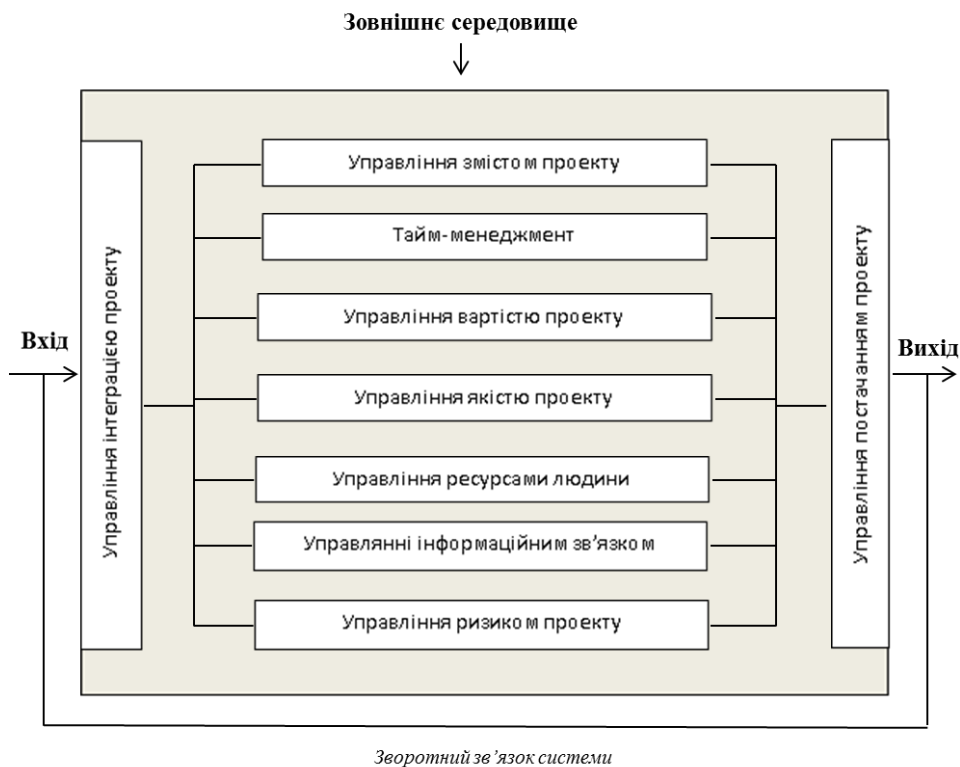 Зовнішнє середовище
Управління змістом проекту
Тайм-менеджмент
Управління вартістю проекту
Управління якістю проекту
Управління ресурсами людини
Управлянні інформаційним зв’язком
Управління ризиком проекту
Вхід
Управління інтеграцією проекту
Управління постачанням проекту
Вихід
Зворотний зв’язок системи